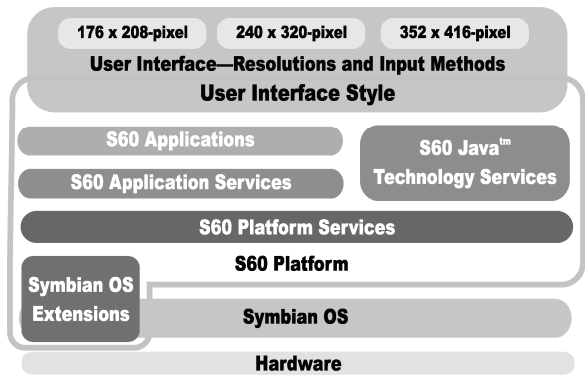 176 x 208-pixel 240 x 320-pixel 352 x 416-pixel
User Interface—Resolutions and Input Methods
User Interface Style
S60 Applications
S60 Application Services
S60 Java™
Technology Services
S60 Platform Services
S60 Platform
Symbian OS
Extensions
Symbian OS
Hardware